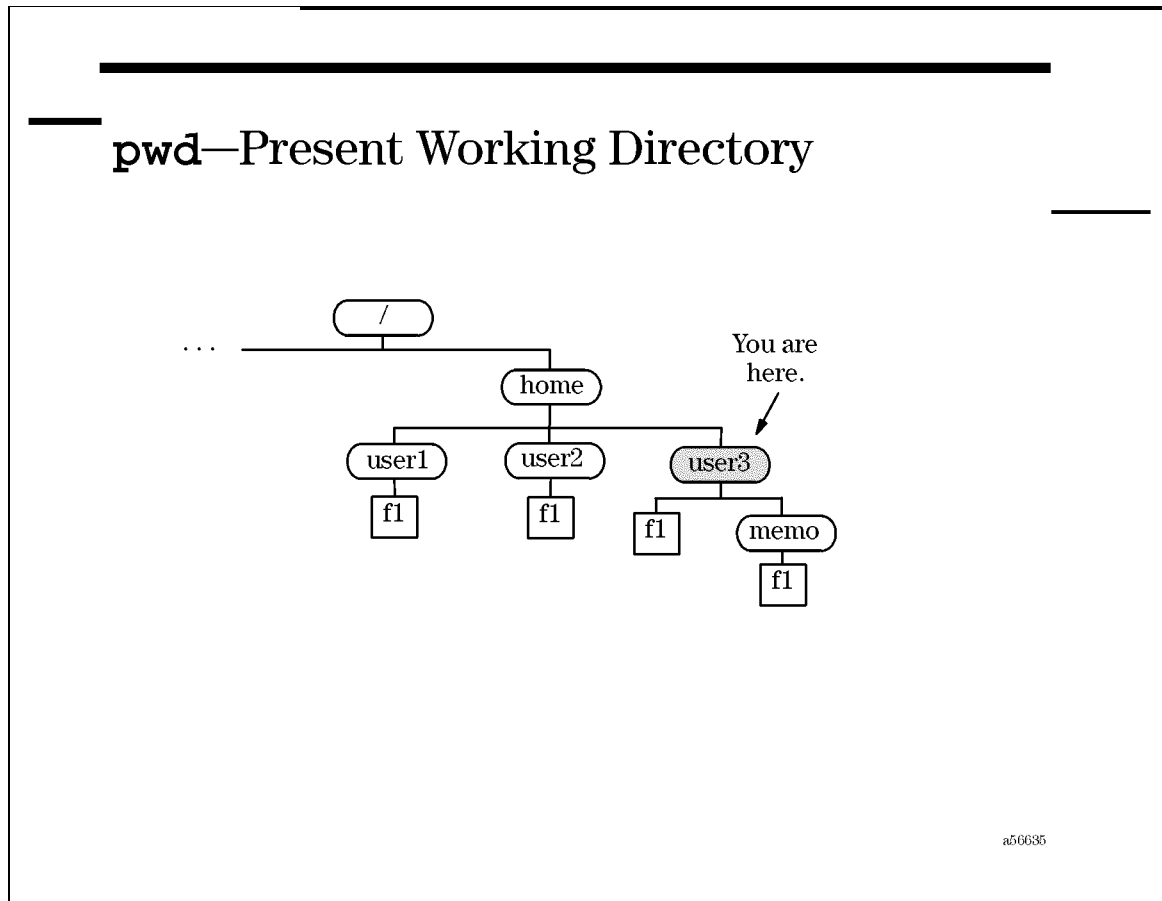 pwd—Present Working Directory
/
. . .
You are
here.
home
user1
user2
user3
f1
f1
f1
memo
f1
a56635